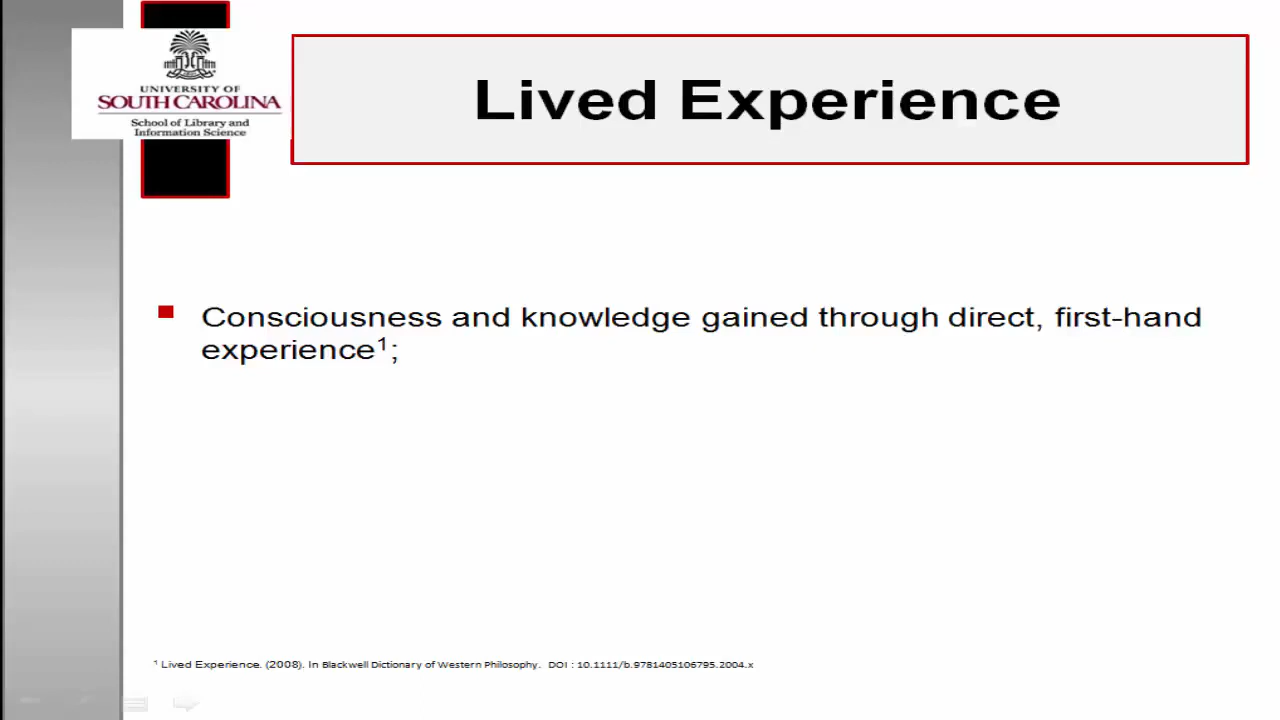 UNIVERSITY OF
SOUTH CAROLINA
School of Library and
Information Science
Lived Experience
Consciousness and knowledge gained through direct, first-hand
experience¹;
¹ Lived Experience. (2008). In Blackwell Dictionary of Western Philosophy. DOI : 10.1111/b.9781405106795.2004.x